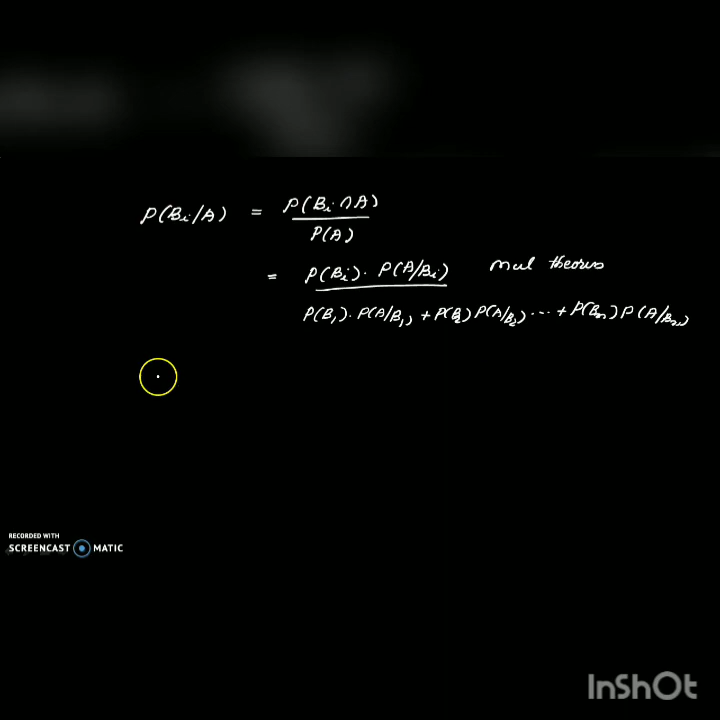 P(Bi/A) = P(Bi ∩ A)
P(A)
= P(Bi) · P(A/Bi) mul theorem
P(B1) · P(A/B1) + P(B2) P(A/B2) ··· + P(Bn) P(A/Bn)
RECORDED WITH
SCREENCAST MATIC
InShOt